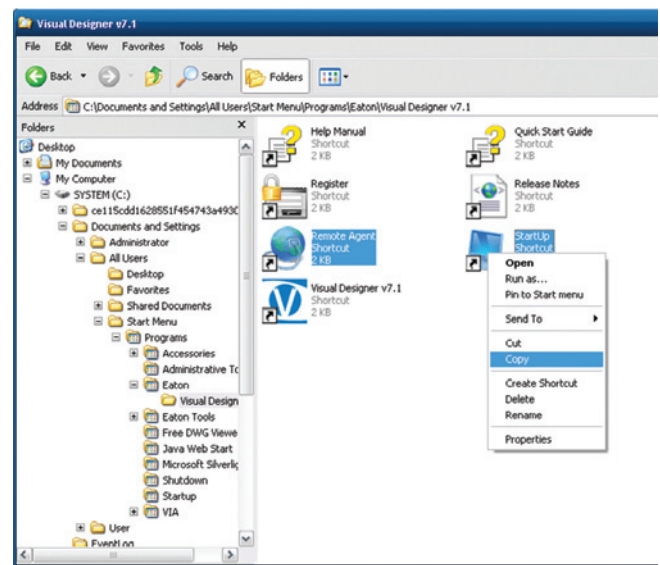 Visual Designer v7.1
File Edit View Favorites Tools Help
Back Search Folders
Address C:\Documents and Settings\All Users\Start Menu\Programs\Eaton\Visual Designer v7.1
Folders x
Desktop
My Documents
My Computer
SYSTEM (C:)
ce115cdd1628551f454743a493c
Documents and Settings
Administrator
All Users
Desktop
Favorites
Shared Documents
Start Menu
Programs
Accessories
Administrative To
Eaton
Visual Design
Eaton Tools
Free DWG Viewe
Java Web Start
Microsoft Silverlig
Shutdown
Startup
VIA
User
EventLog
Help Manual
Shortcut
2 KB
Quick Start Guide
Shortcut
2 KB
Register
Shortcut
2 KB
Release Notes
Shortcut
2 KB
Remote Agent
Shortcut
2 KB
StartUp
Shortcut
Visual Designer v7.1
Shortcut
2 KB
Open
Run as...
Pin to Start menu
Send To
Cut
Copy
Create Shortcut
Delete
Rename
Properties